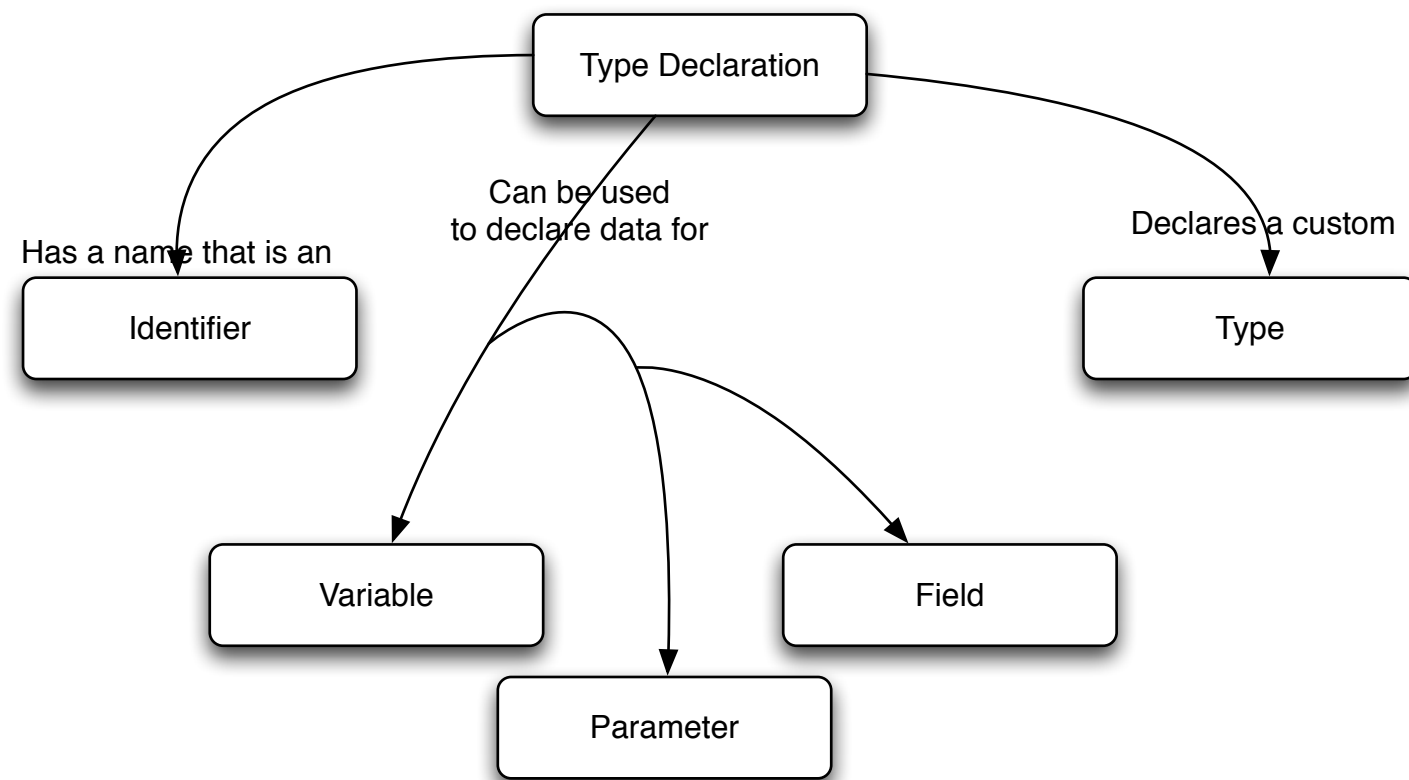 Type Declaration
Can be used
to declare data for
Declares a custom
Has a name that is an
Identifier
Type
Variable
Field
Parameter